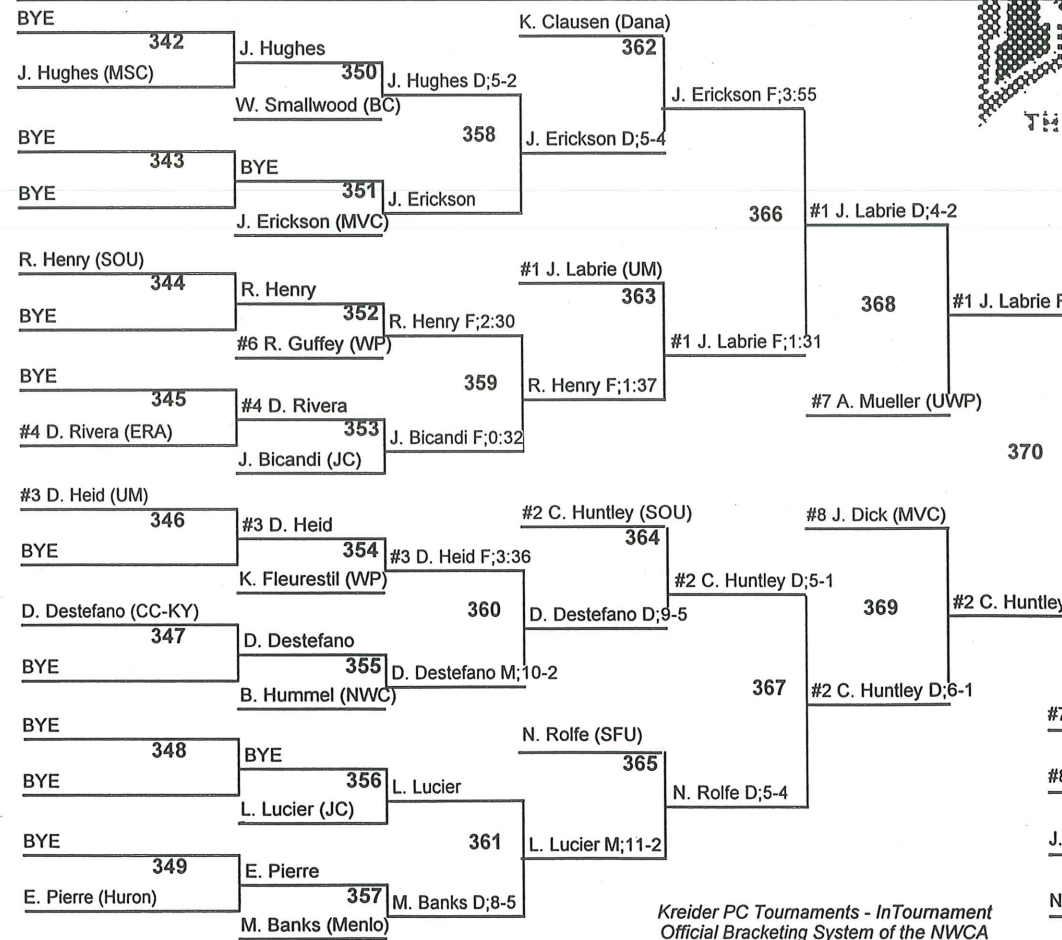 BYE
342
J. Hughes (MSC)
J. Hughes
350
W. Smallwood (BC)
J. Hughes D;5-2
BYE
343
BYE
BYE
351
J. Erickson (MVC)
J. Erickson
358
J. Erickson D;5-4
K. Clausen (Dana)
362
J. Erickson F;3:55
R. Henry (SOU)
344
BYE
R. Henry
352
#6 R. Guffey (WP)
R. Henry F;2:30
BYE
345
#4 D. Rivera (ERA)
#4 D. Rivera
353
J. Bicandi (JC)
J. Bicandi F;0:32
359
R. Henry F;1:37
#1 J. Labrie (UM)
363
#1 J. Labrie F;1:31
366
#1 J. Labrie D;4-2
368
#7 A. Mueller (UWP)
#1 J. Labrie F
370
#3 D. Heid (UM)
346
BYE
#3 D. Heid
354
K. Fleurestil (WP)
#3 D. Heid F;3:36
D. Destefano (CC-KY)
347
BYE
D. Destefano
355
B. Hummel (NWC)
D. Destefano M;10-2
360
D. Destefano D;9-5
#2 C. Huntley (SOU)
364
#2 C. Huntley D;5-1
BYE
348
BYE
BYE
356
L. Lucier (JC)
L. Lucier
BYE
349
E. Pierre (Huron)
E. Pierre
357
M. Banks (Menlo)
M. Banks D;8-5
361
L. Lucier M;11-2
N. Rolfe (SFU)
365
N. Rolfe D;5-4
367
#2 C. Huntley D;6-1
#8 J. Dick (MVC)
369
#2 C. Huntley
#7
#8
J.
N
TH
Kreider PC Tournaments - InTournament
Official Bracketing System of the NWCA